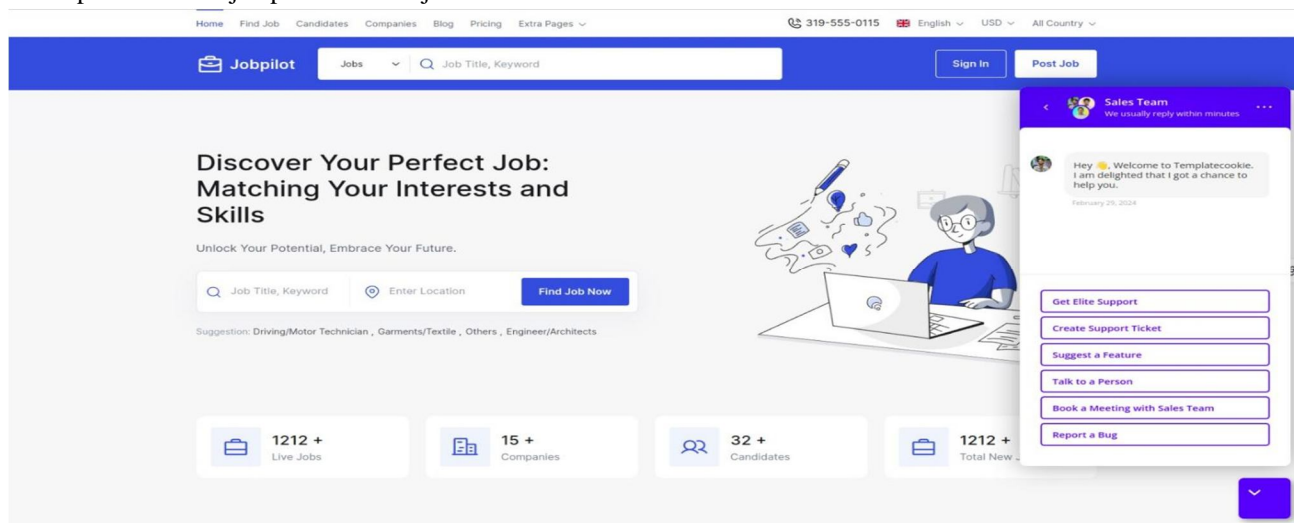 Home Find Job Candidates Companies Blog Pricing Extra Pages
319-555-0115 English USD All Country
Jobpilot Jobs Job Title, Keyword Sign In Post Job
Discover Your Perfect Job:
Matching Your Interests and
Skills
Unlock Your Potential, Embrace Your Future.
Job Title, Keyword Enter Location Find Job Now
Suggestion: Driving/Motor Technician , Garments/Textile , Others , Engineer/Architects
1212 +
Live Jobs
15 +
Companies
32 +
Candidates
1212 +
Total New
Sales Team
We usually reply within minutes
Hey 👋, Welcome to Templatecookie.
I am delighted that I got a chance to
help you.
February 29, 2024
Get Elite Support
Create Support Ticket
Suggest a Feature
Talk to a Person
Book a Meeting with Sales Team
Report a Bug